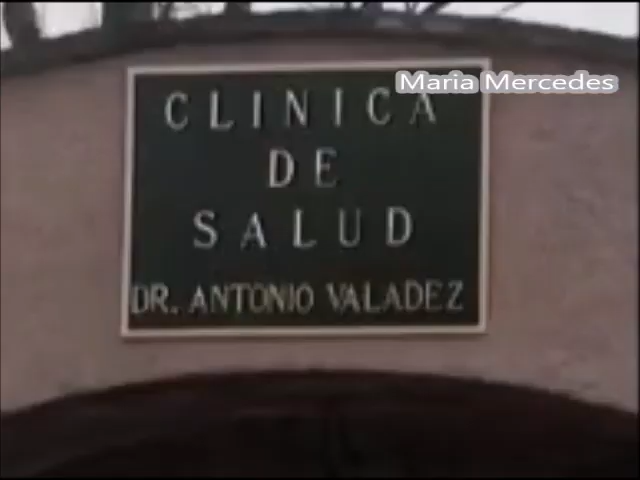 Maria Mercedes
CLINICA
DE
SALUD
DR. ANTONIO VALADEZ